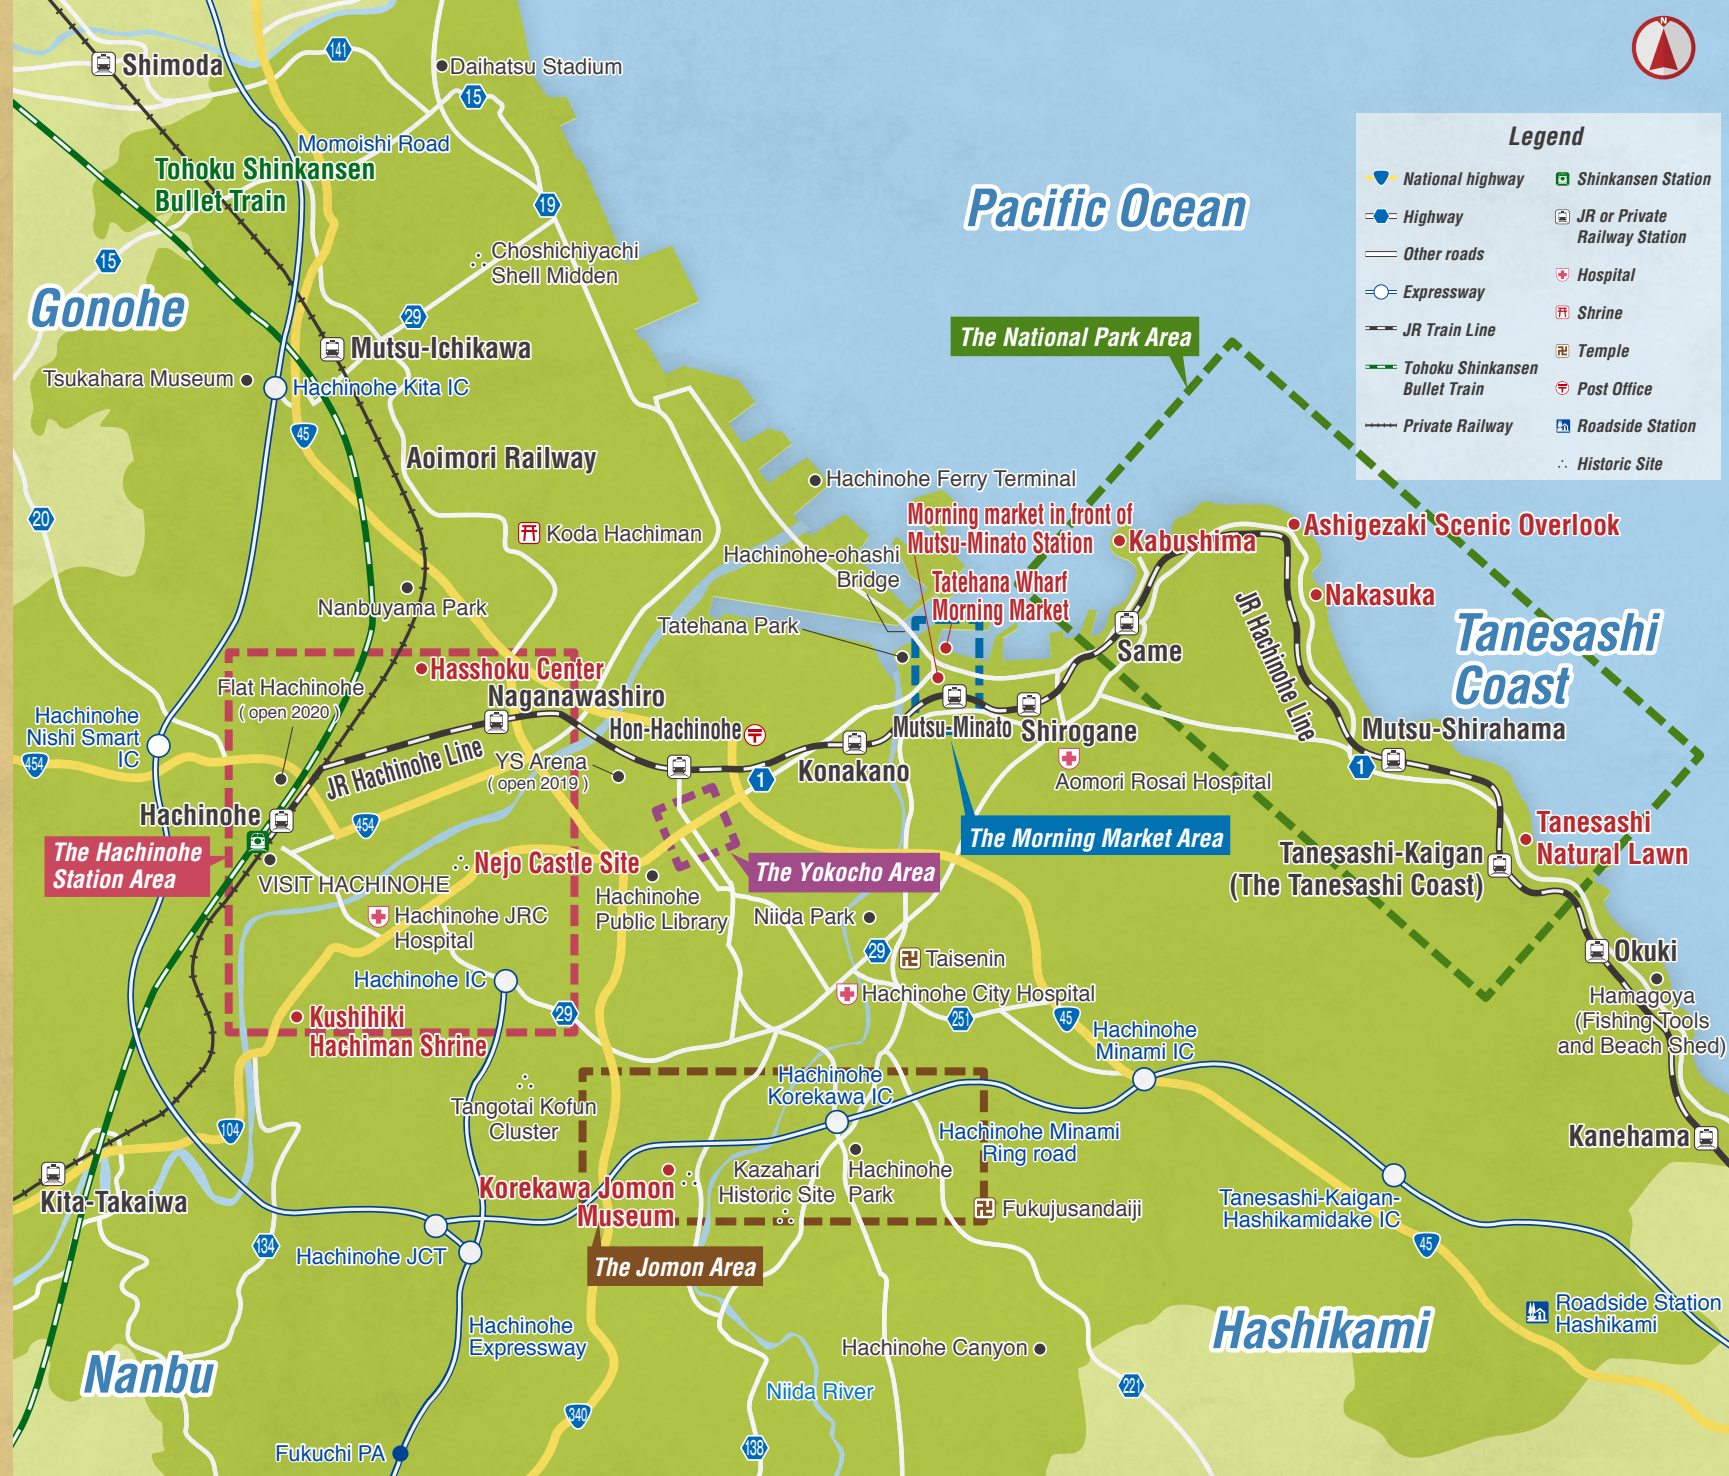 N
Shimoda
141
Daihatsu Stadium
15
Momoishi Road
Tohoku Shinkansen
Bullet Train
19
Pacific Ocean
Legend
National highway
Highway
Other roads
Expressway
JR Train Line
Tohoku Shinkansen
Bullet Train
Private Railway
Shinkansen Station
JR or Private
Railway Station
Hospital
Shrine
Temple
Post Office
Roadside Station
Historic Site
15
Choshichiyachi
Shell Midden
Gonohe
29
Mutsu-Ichikawa
The National Park Area
Tsukahara Museum
Hachinohe Kita IC
45
Aoimori Railway
Hachinohe Ferry Terminal
20
Koda Hachiman
Morning market in front of
Mutsu-Minato Station
Kabushima
Ashigezaki Scenic Overlook
Hachinohe-ohashi
Bridge
Tatehana Wharf
Morning Market
Nakasuka
JR Hachinohe Line
Nanbuyama Park
Tatehana Park
Same
Tanesashi
Coast
Hasshoku Center
Flat Hachinohe
( open 2020 )
Naganawashiro
Hachinohe
Nishi Smart
IC
454
Hon-Hachinohe
Mutsu-Minato
Shirogane
Mutsu-Shirahama
JR Hachinohe Line
YS Arena
( open 2019 )
1
Konakano
Aomori Rosai Hospital
1
Hachinohe
454
The Hachinohe
Station Area
The Morning Market Area
Tanesashi
Natural Lawn
VISIT HACHINOHE
Nejo Castle Site
The Yokocho Area
Tanesashi-Kaigan
(The Tanesashi Coast)
Hachinohe
Public Library
Hachinohe JRC
Hospital
Niida Park
29
Taisenin
Okuki
Hachinohe IC
Hachinohe City Hospital
Hamagoya
(Fishing Tools
and Beach Shed)
Kushihiki
Hachiman Shrine
29
251
45
Hachinohe
Minami IC
Hachinohe
Korekawa IC
Tangotai Kofun
Cluster
104
Hachinohe Minami
Ring road
Kanehama
Kita-Takaiwa
Korekawa Jomon
Museum
Kazahari
Historic Site
Hachinohe
Park
Fukujusandaiji
Tanesashi-Kaigan-
Hashikamidake IC
134
Hachinohe JCT
The Jomon Area
45
Hachinohe
Expressway
Hashikami
Roadside Station
Hashikami
Nanbu
Hachinohe Canyon
Niida River
221
340
Fukuchi PA
138